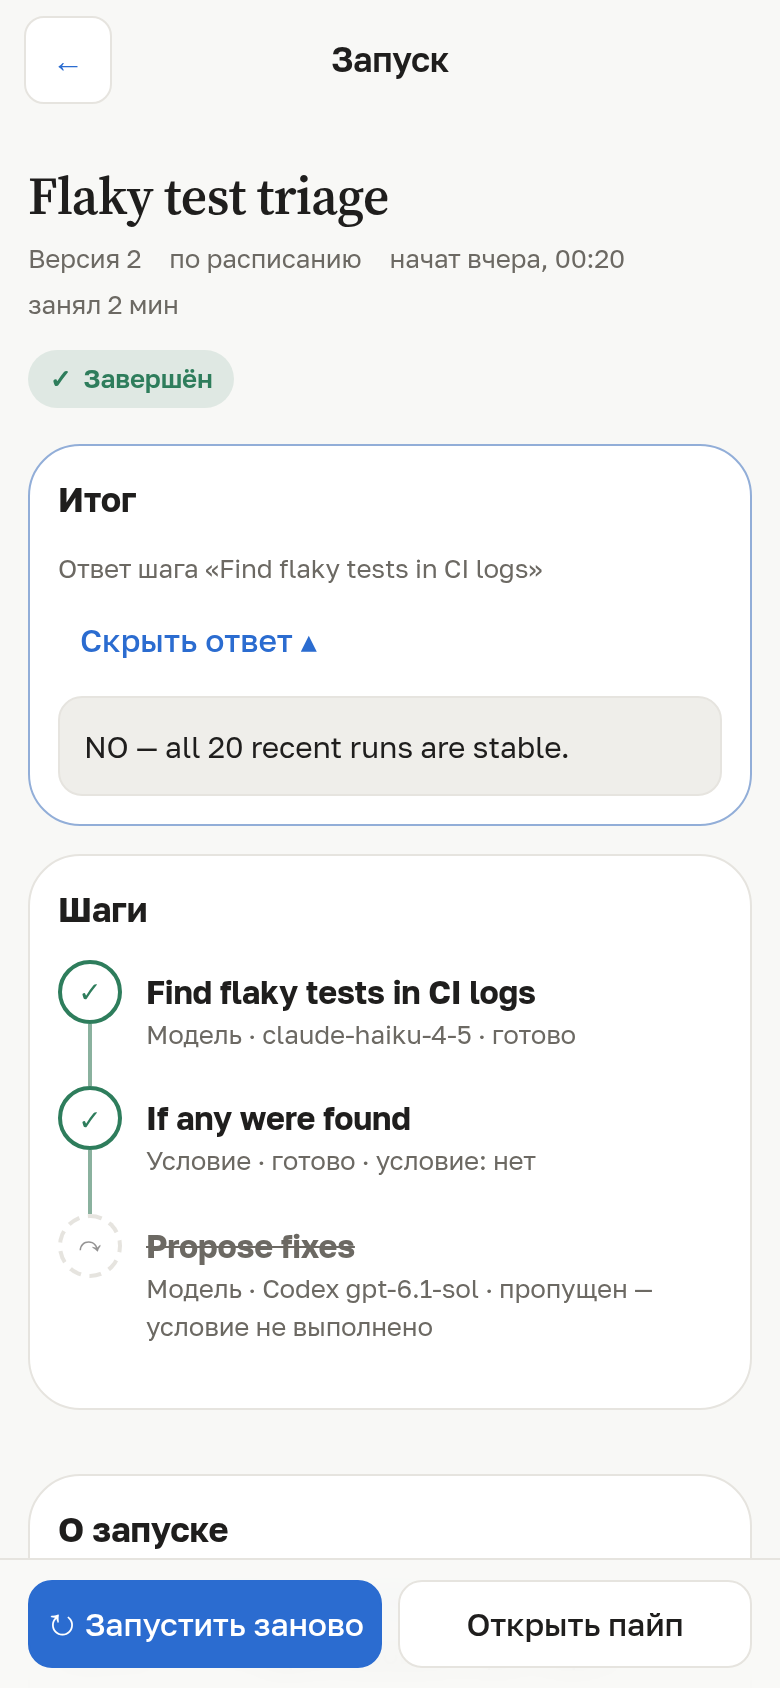 ←
Запуск
Flaky test triage
Версия 2 по расписанию начат вчера, 00:20
занял 2 мин
✓ Завершён
Итог
Ответ шага «Find flaky tests in CI logs»
Скрыть ответ ▴
NO — all 20 recent runs are stable.
Шаги
✓
Find flaky tests in CI logs
Модель · claude-haiku-4-5 · готово
✓
If any were found
Условие · готово · условие: нет
Propose fixes
Модель · Codex gpt-6.1-sol · пропущен —
условие не выполнено
О запуске
↻ Запустить заново
Открыть пайп